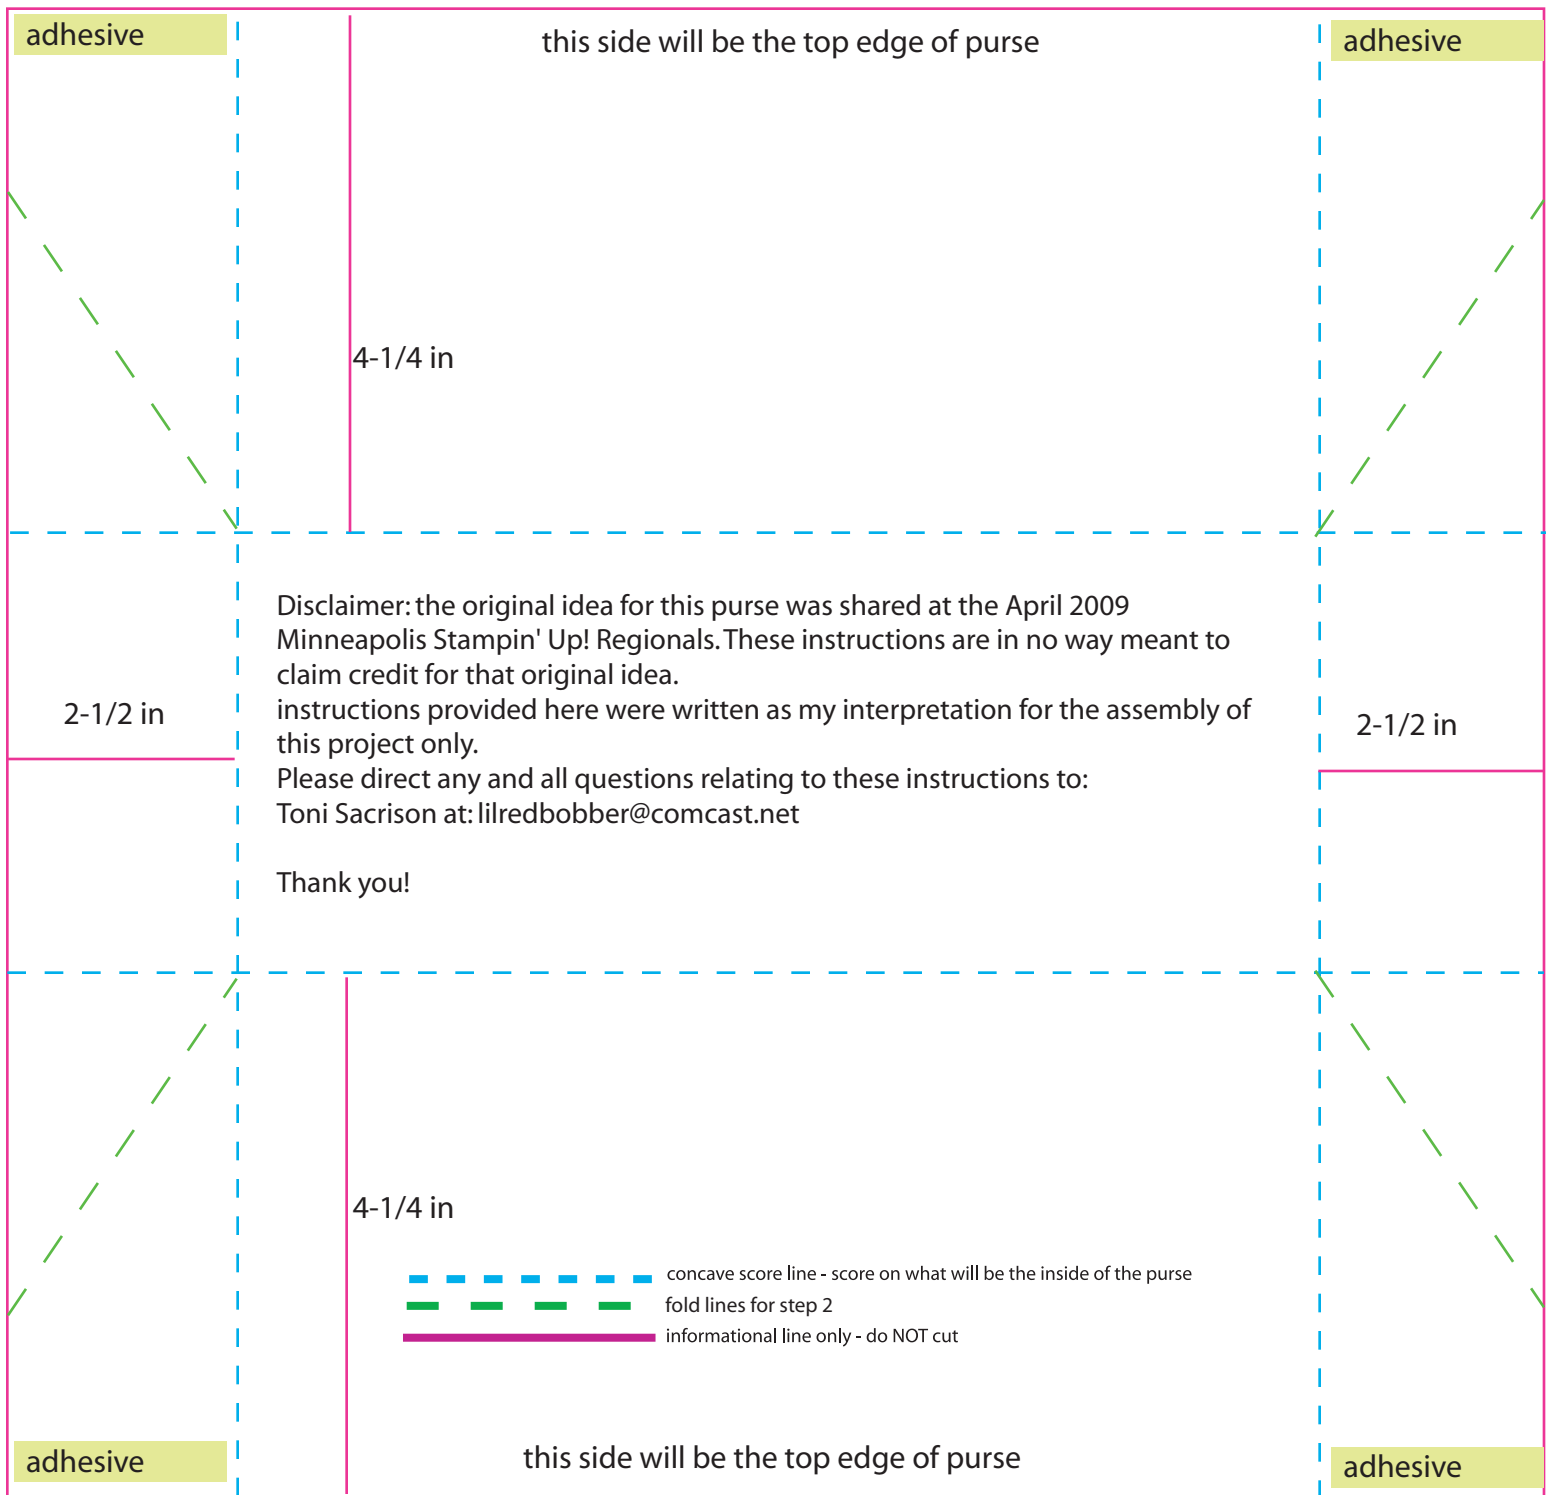 adhesive
this side will be the top edge of purse
adhesive
4-1/4 in
Disclaimer: the original idea for this purse was shared at the April 2009
Minneapolis Stampin' Up! Regionals. These instructions are in no way meant to
claim credit for that original idea.
instructions provided here were written as my interpretation for the assembly of
this project only.
Please direct any and all questions relating to these instructions to:
Toni Sacrison at: lilredbobber@comcast.net
Thank you!
2-1/2 in
2-1/2 in
4-1/4 in
concave score line - score on what will be the inside of the purse
fold lines for step 2
informational line only - do NOT cut
adhesive
this side will be the top edge of purse
adhesive